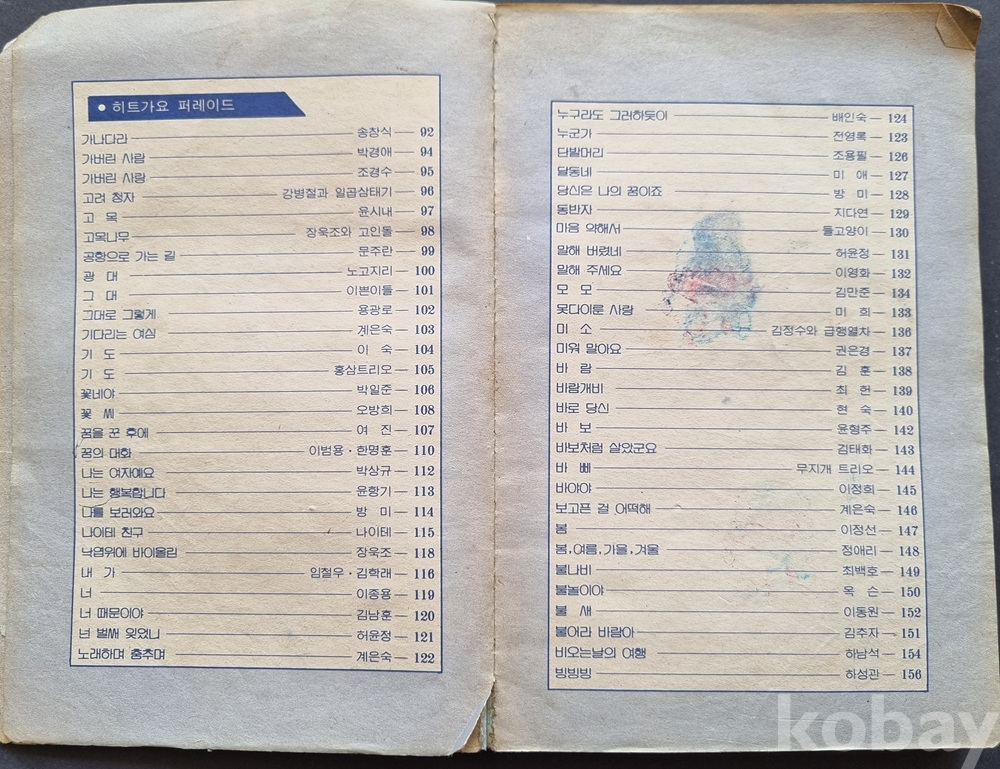 ● 히트가요 퍼레이드
가나다라 송창식 92
가버린 사람 박경애 94
가버린 사랑 조경수 95
고려 청자 강병철과 일곱삼태기 96
고 목 윤시내 97
고목나무 장욱조와 고인돌 98
공항으로 가는 길 문주란 99
광 대 노고지리 100
그 대 이쁜이들 101
그대로 그렇게 용광로 102
기다리는 여심 계은숙 103
기 도 이 숙 104
기 도 홍삼트리오 105
꽃네야 박일준 106
꽃 씨 오방희 108
꿈을 꾼 후에 여 진 107
꿈의 대화 이범용·한명훈 110
나는 여자예요 박상규 112
나는 행복합니다 윤항기 113
나를 보러와요 방 미 114
나이테 친구 나이테 115
낙엽위에 바이올린 장욱조 118
내 가 임철우·김학래 116
너 이종용 119
너 때문이야 김남훈 120
넌 벌써 잊었니 허윤정 121
노래하며 춤추며 계은숙 122
누구라도 그러하듯이 배인숙 124
누군가 전영록 123
단발머리 조용필 126
달동네 미 애 127
당신은 나의 꿈이죠 방 미 128
동반자 지다연 129
마음 약해서 들고양이 130
말해 버렸네 허윤정 131
말해 주세요 이영화 132
모 모 김만준 134
못다이룬 사랑 미 희 133
미 소 김정수와 급행열차 136
미워 말아요 권은경 137
바 람 김 훈 138
바람개비 최 헌 139
바로 당신 현 숙 140
바 보 윤형주 142
바보처럼 살았군요 김태화 143
바 삐 무지개 트리오 144
바야야 이정희 145
보고픈 걸 어떡해 계은숙 146
봄 이정선 147
봄,여름,가을,겨울 정애리 148
불나비 최백호 149
불놀이야 옥 슨 150
불 새 이동원 152
불어라 바람아 김추자 151
비오는날의 여행 하남석 154
빙빙빙 하성관 156
kobay